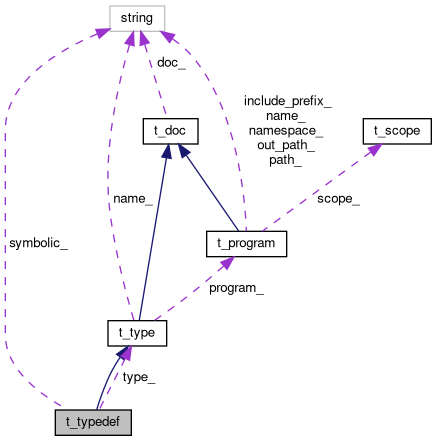 string
doc_
t_doc
t_scope
include_prefix_
name_
namespace_
out_path_
path_
name_
scope_
symbolic_
t_program
program_
t_type
type_
t_typedef